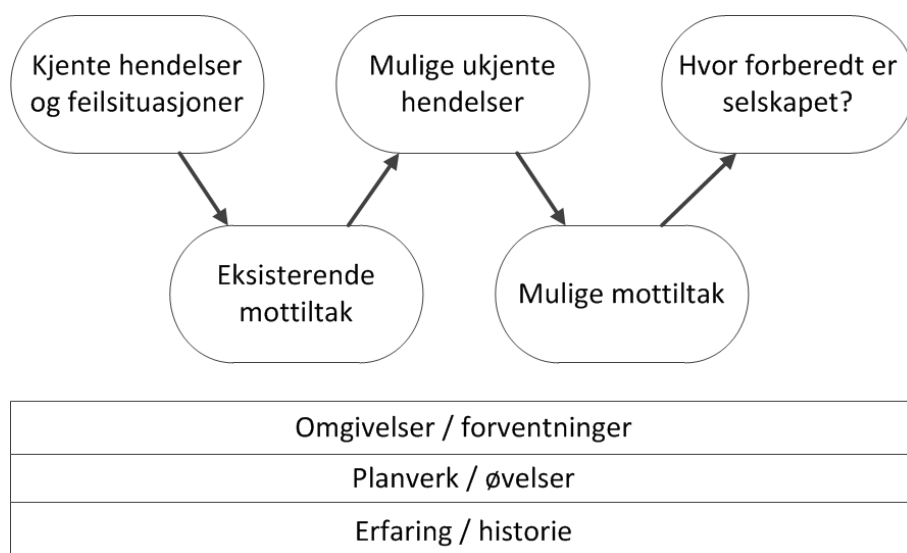 Kjente hendelser
og feilsituasjoner
Mulige ukjente
hendelser
Hvor forberedt er
selskapet?
Eksisterende
mottiltak
Mulige mottiltak
Omgivelser / forventninger
Planverk / øvelser
Erfaring / historie